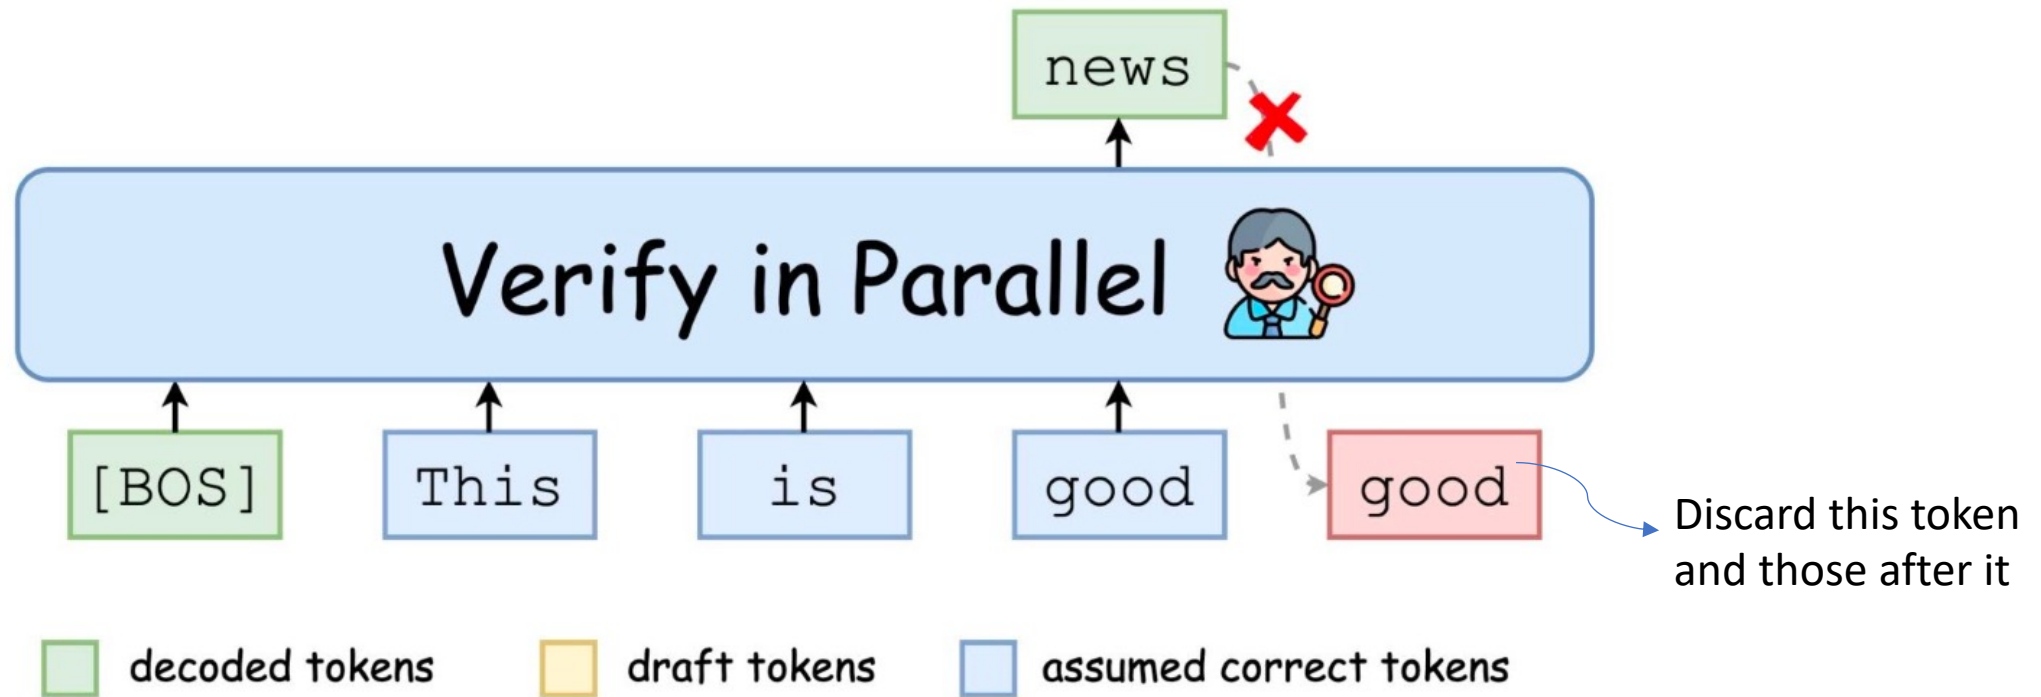 news
Verify in Parallel
[BOS] This is good good
Discard this token
and those after it
decoded tokens draft tokens assumed correct tokens